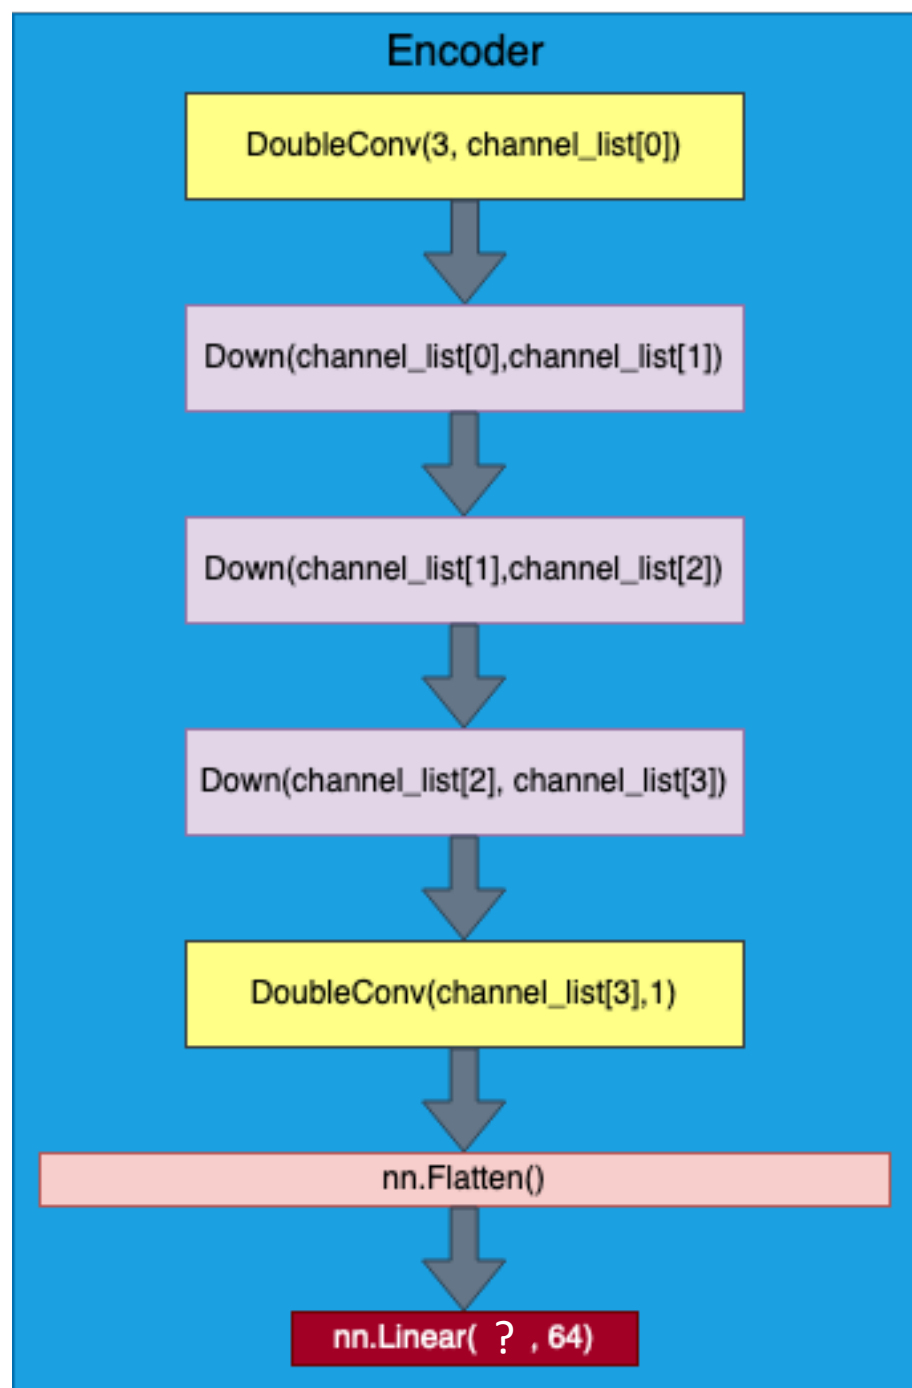 Encoder
DoubleConv(3, channel_list[0])
Down(channel_list[0],channel_list[1])
Down(channel_list[1],channel_list[2])
Down(channel_list[2], channel_list[3])
DoubleConv(channel_list[3],1)
nn.Flatten()
nn.Linear( ? , 64)